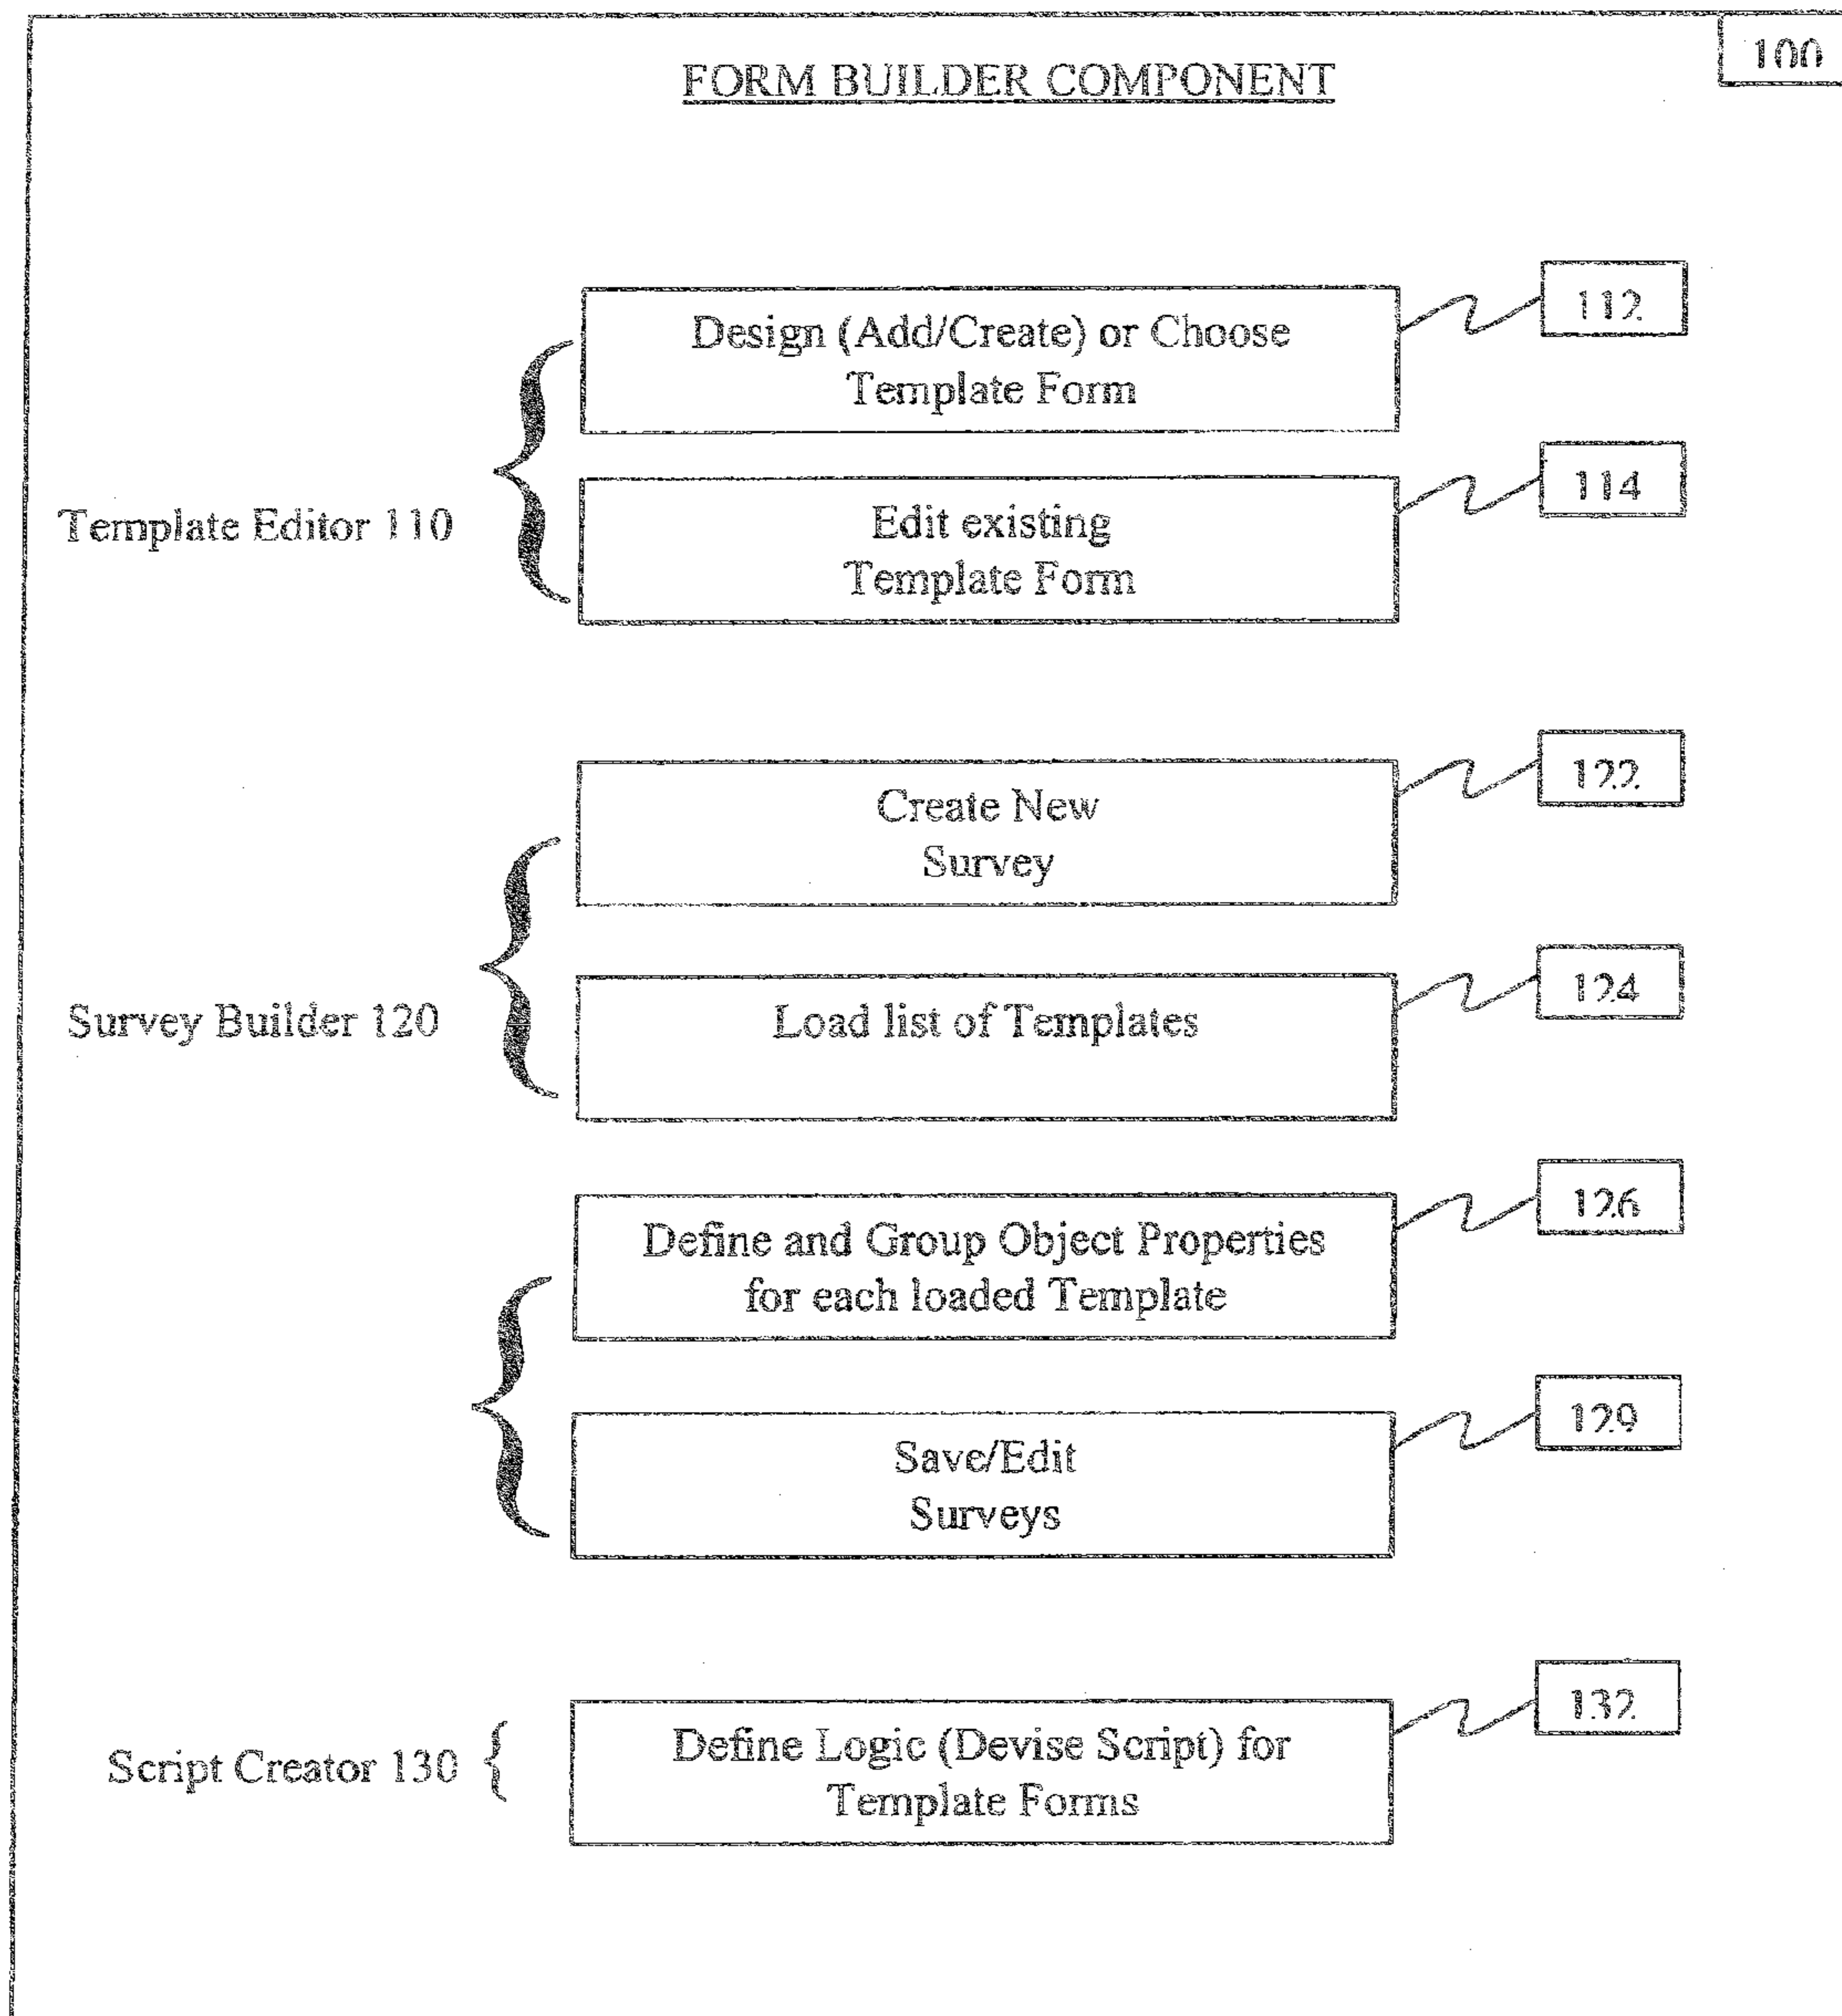 100
FORM BUILDER COMPONENT
112
Design (Add/Create) or Choose
Template Form
114
Template Editor 110
Edit existing
Template Form
122
Create New
Survey
124
Survey Builder 120
Load list of Templates
126
Define and Group Object Properties
for each loaded Template
129
Save/Edit
Surveys
132
Script Creator 130
Define Logic (Devise Script) for
Template Forms